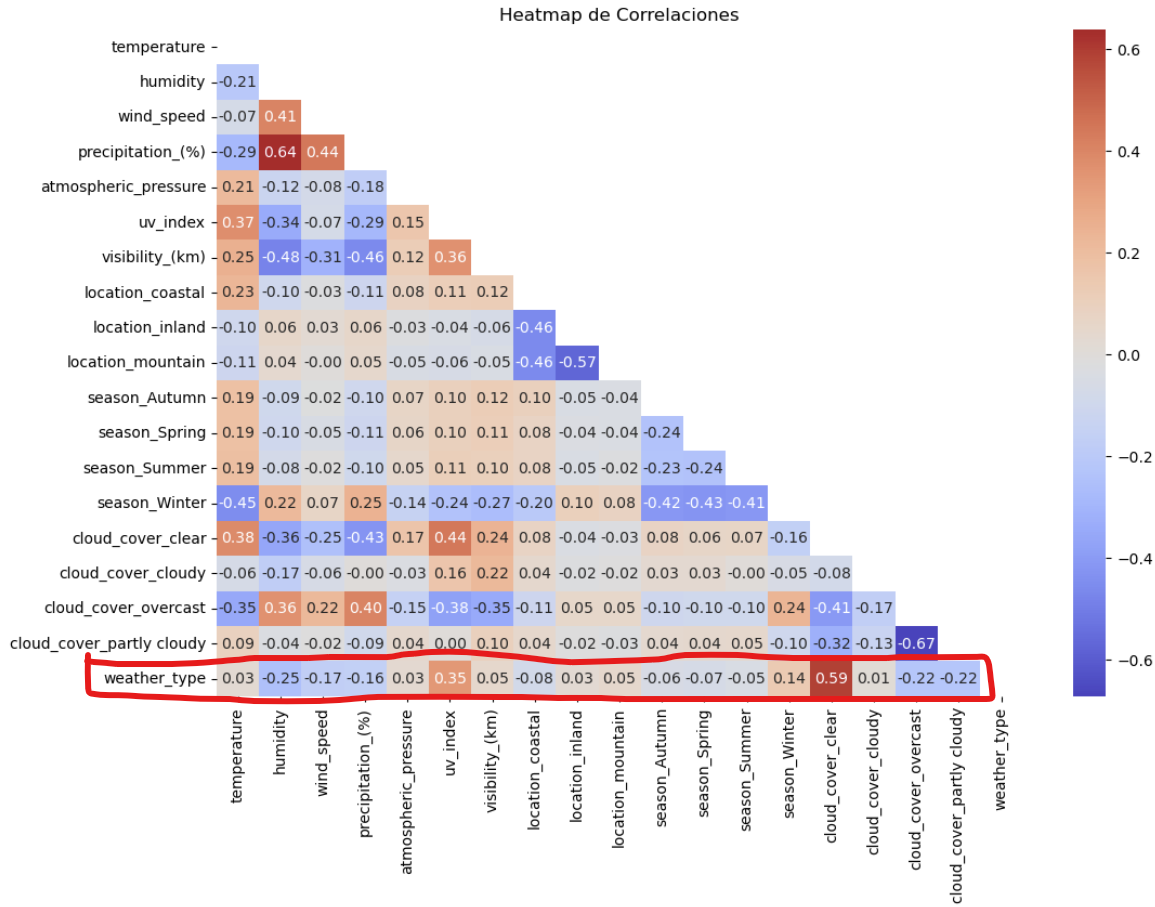 Heatmap de Correlaciones
temperature
humidity -0.21
wind_speed -0.07 0.41
precipitation_(%) -0.29 0.64 0.44
atmospheric_pressure 0.21 -0.12 -0.08 -0.18
uv_index 0.37 -0.34 -0.07 -0.29 0.15
visibility_(km) 0.25 -0.48 -0.31 -0.46 0.12 0.36
location_coastal 0.23 -0.10 -0.03 -0.11 0.08 0.11 0.12
location_inland -0.10 0.06 0.03 0.06 -0.03 -0.04 -0.06 -0.46
location_mountain -0.11 0.04 -0.00 0.05 -0.05 -0.06 -0.05 -0.46 -0.57
season_Autumn 0.19 -0.09 -0.02 -0.10 0.07 0.10 0.12 0.10 -0.05 -0.04
season_Spring 0.19 -0.10 -0.05 -0.11 0.06 0.10 0.11 0.08 -0.04 -0.04 -0.24
season_Summer 0.19 -0.08 -0.02 -0.10 0.05 0.11 0.10 0.08 -0.05 -0.02 -0.23 -0.24
season_Winter -0.45 0.22 0.07 0.25 -0.14 -0.24 -0.27 -0.20 0.10 0.08 -0.42 -0.43 -0.41
cloud_cover_clear 0.38 -0.36 -0.25 -0.43 0.17 0.44 0.24 0.08 -0.04 -0.03 0.08 0.06 0.07 -0.16
cloud_cover_cloudy -0.06 -0.17 -0.06 -0.00 -0.03 0.16 0.22 0.04 -0.02 -0.02 0.03 0.03 -0.00 -0.05 -0.08
cloud_cover_overcast -0.35 0.36 0.22 0.40 -0.15 -0.38 -0.35 -0.11 0.05 0.05 -0.10 -0.10 -0.10 0.24 -0.41 -0.17
cloud_cover_partly cloudy 0.09 -0.04 -0.02 -0.09 0.04 0.00 0.10 0.04 -0.02 -0.03 0.04 0.04 0.05 -0.10 -0.32 -0.13 -0.67
weather_type 0.03 -0.25 -0.17 -0.16 0.03 0.35 0.05 -0.08 0.03 0.05 -0.06 -0.07 -0.05 0.14 0.59 0.01 -0.22 -0.22
temperature
humidity
wind_speed
precipitation_(%)
atmospheric_pressure
uv_index
visibility_(km)
location_coastal
location_inland
location_mountain
season_Autumn
season_Spring
season_Summer
season_Winter
cloud_cover_clear
cloud_cover_cloudy
cloud_cover_overcast
cloud_cover_partly cloudy
weather_type
0.6
0.4
0.2
0.0
−0.2
−0.4
−0.6